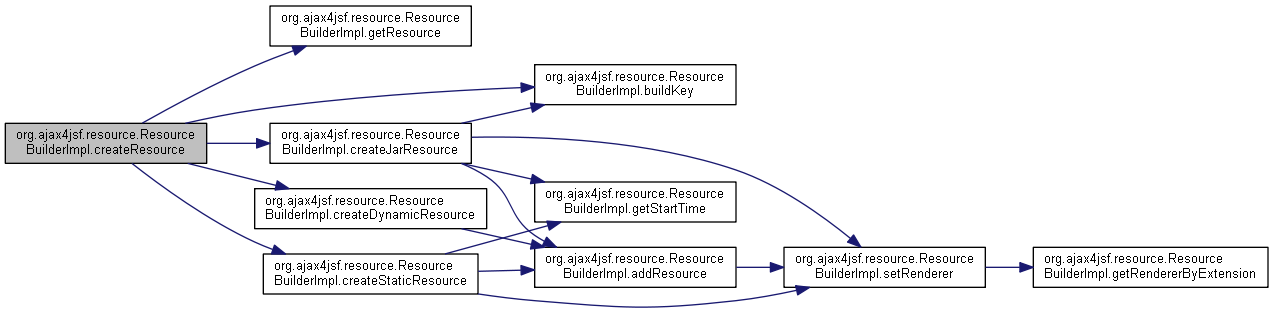 org.ajax4jsf.resource.Resource
BuilderImpl.getResource
org.ajax4jsf.resource.Resource
BuilderImpl.buildKey
org.ajax4jsf.resource.Resource
BuilderImpl.createResource
org.ajax4jsf.resource.Resource
BuilderImpl.createJarResource
org.ajax4jsf.resource.Resource
BuilderImpl.createDynamicResource
org.ajax4jsf.resource.Resource
BuilderImpl.getStartTime
org.ajax4jsf.resource.Resource
BuilderImpl.createStaticResource
org.ajax4jsf.resource.Resource
BuilderImpl.addResource
org.ajax4jsf.resource.Resource
BuilderImpl.setRenderer
org.ajax4jsf.resource.Resource
BuilderImpl.getRendererByExtension